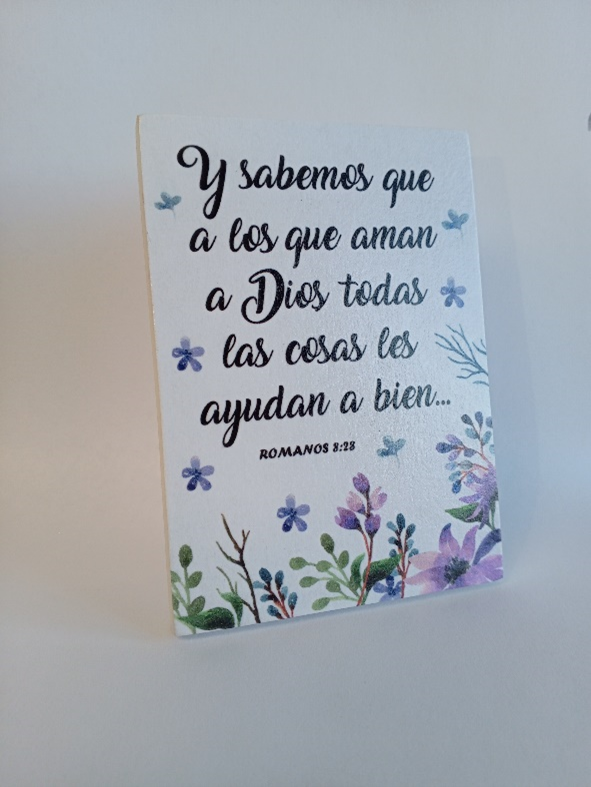 Y sabemos que
a los que aman
a Dios todas
las cosas les
ayudan a bien...
ROMANOS 8:28